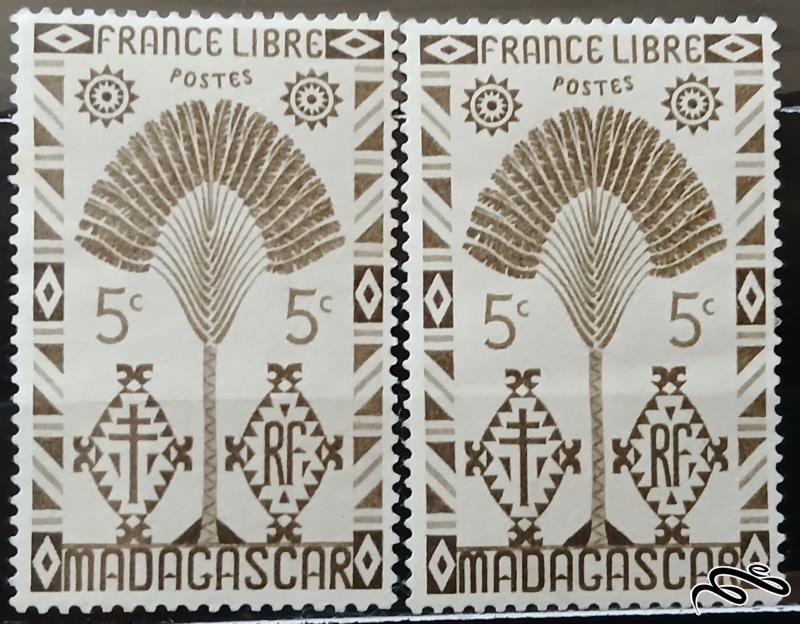 FRANCE LIBRE
POSTES
5c 5c
RF
MADAGASCAR
FRANCE LIBRE
POSTES
5c 5c
RF
MADAGASCAR